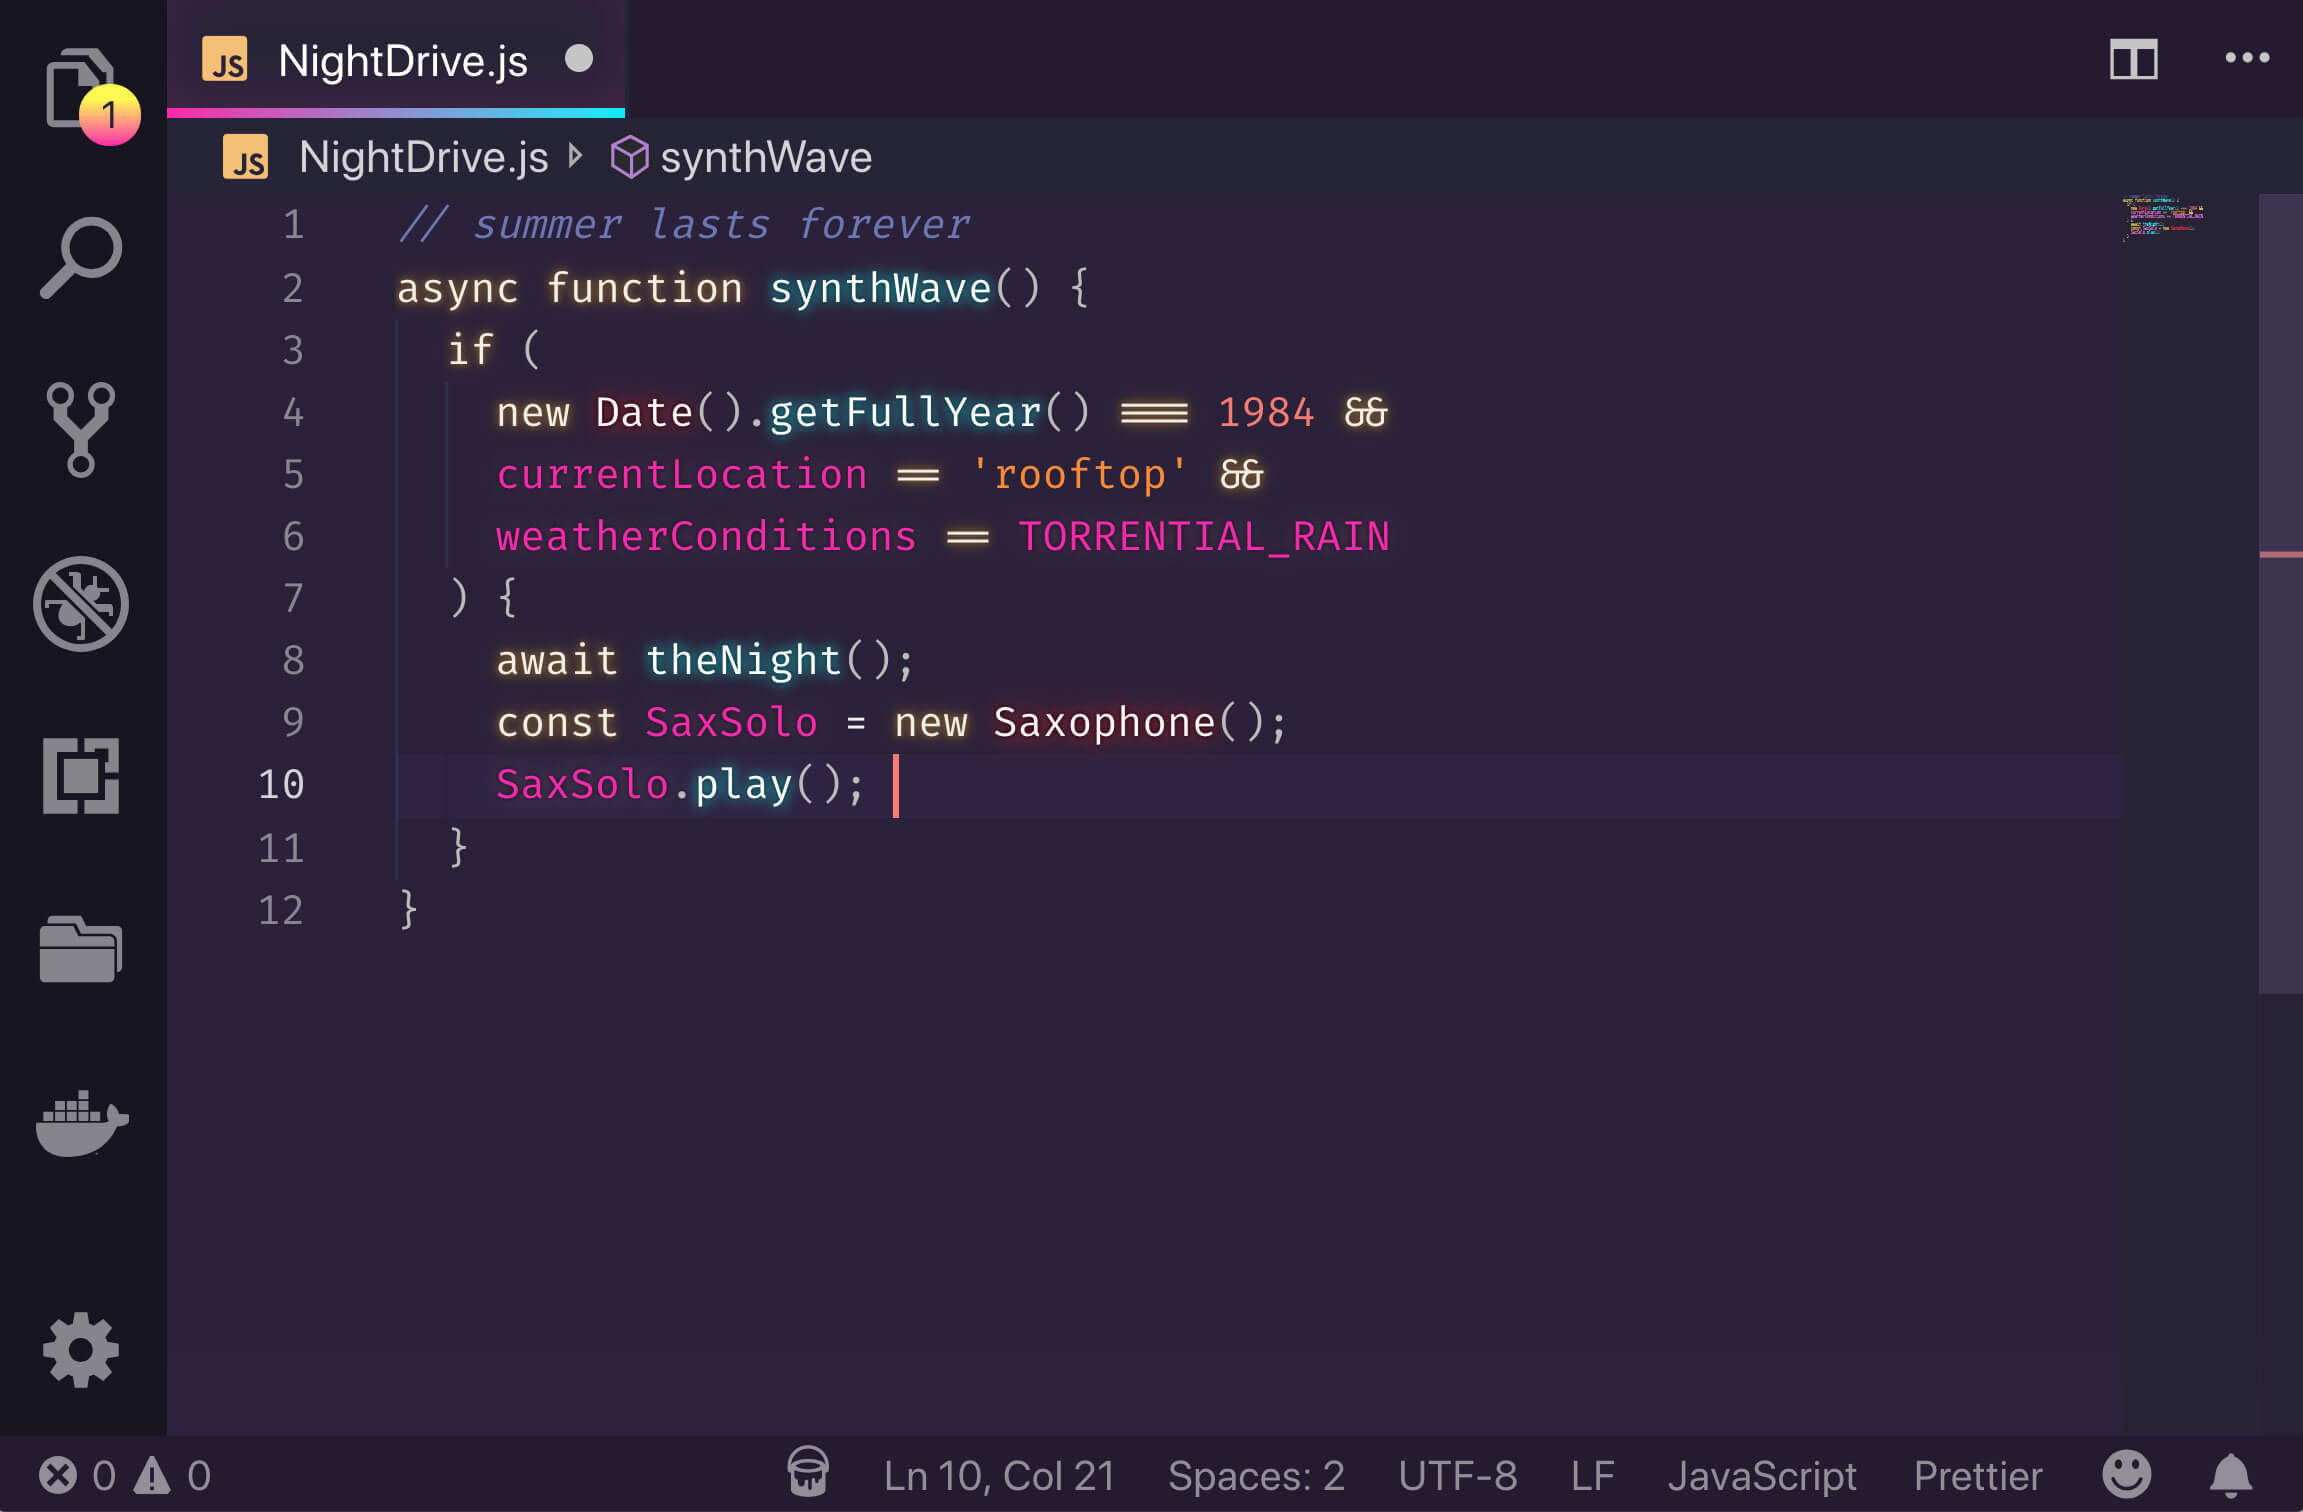 JS NightDrive.js
1
JS NightDrive.js synthWave
1 // summer lasts forever
2 async function synthWave() {
3 if (
4 new Date().getFullYear() === 1984 &&
5 currentLocation == 'rooftop' &&
6 weatherConditions == TORRENTIAL_RAIN
7 ) {
8 await theNight();
9 const SaxSolo = new Saxophone();
10 SaxSolo.play();
11 }
12 }
0 0 Ln 10, Col 21 Spaces: 2 UTF-8 LF JavaScript Prettier